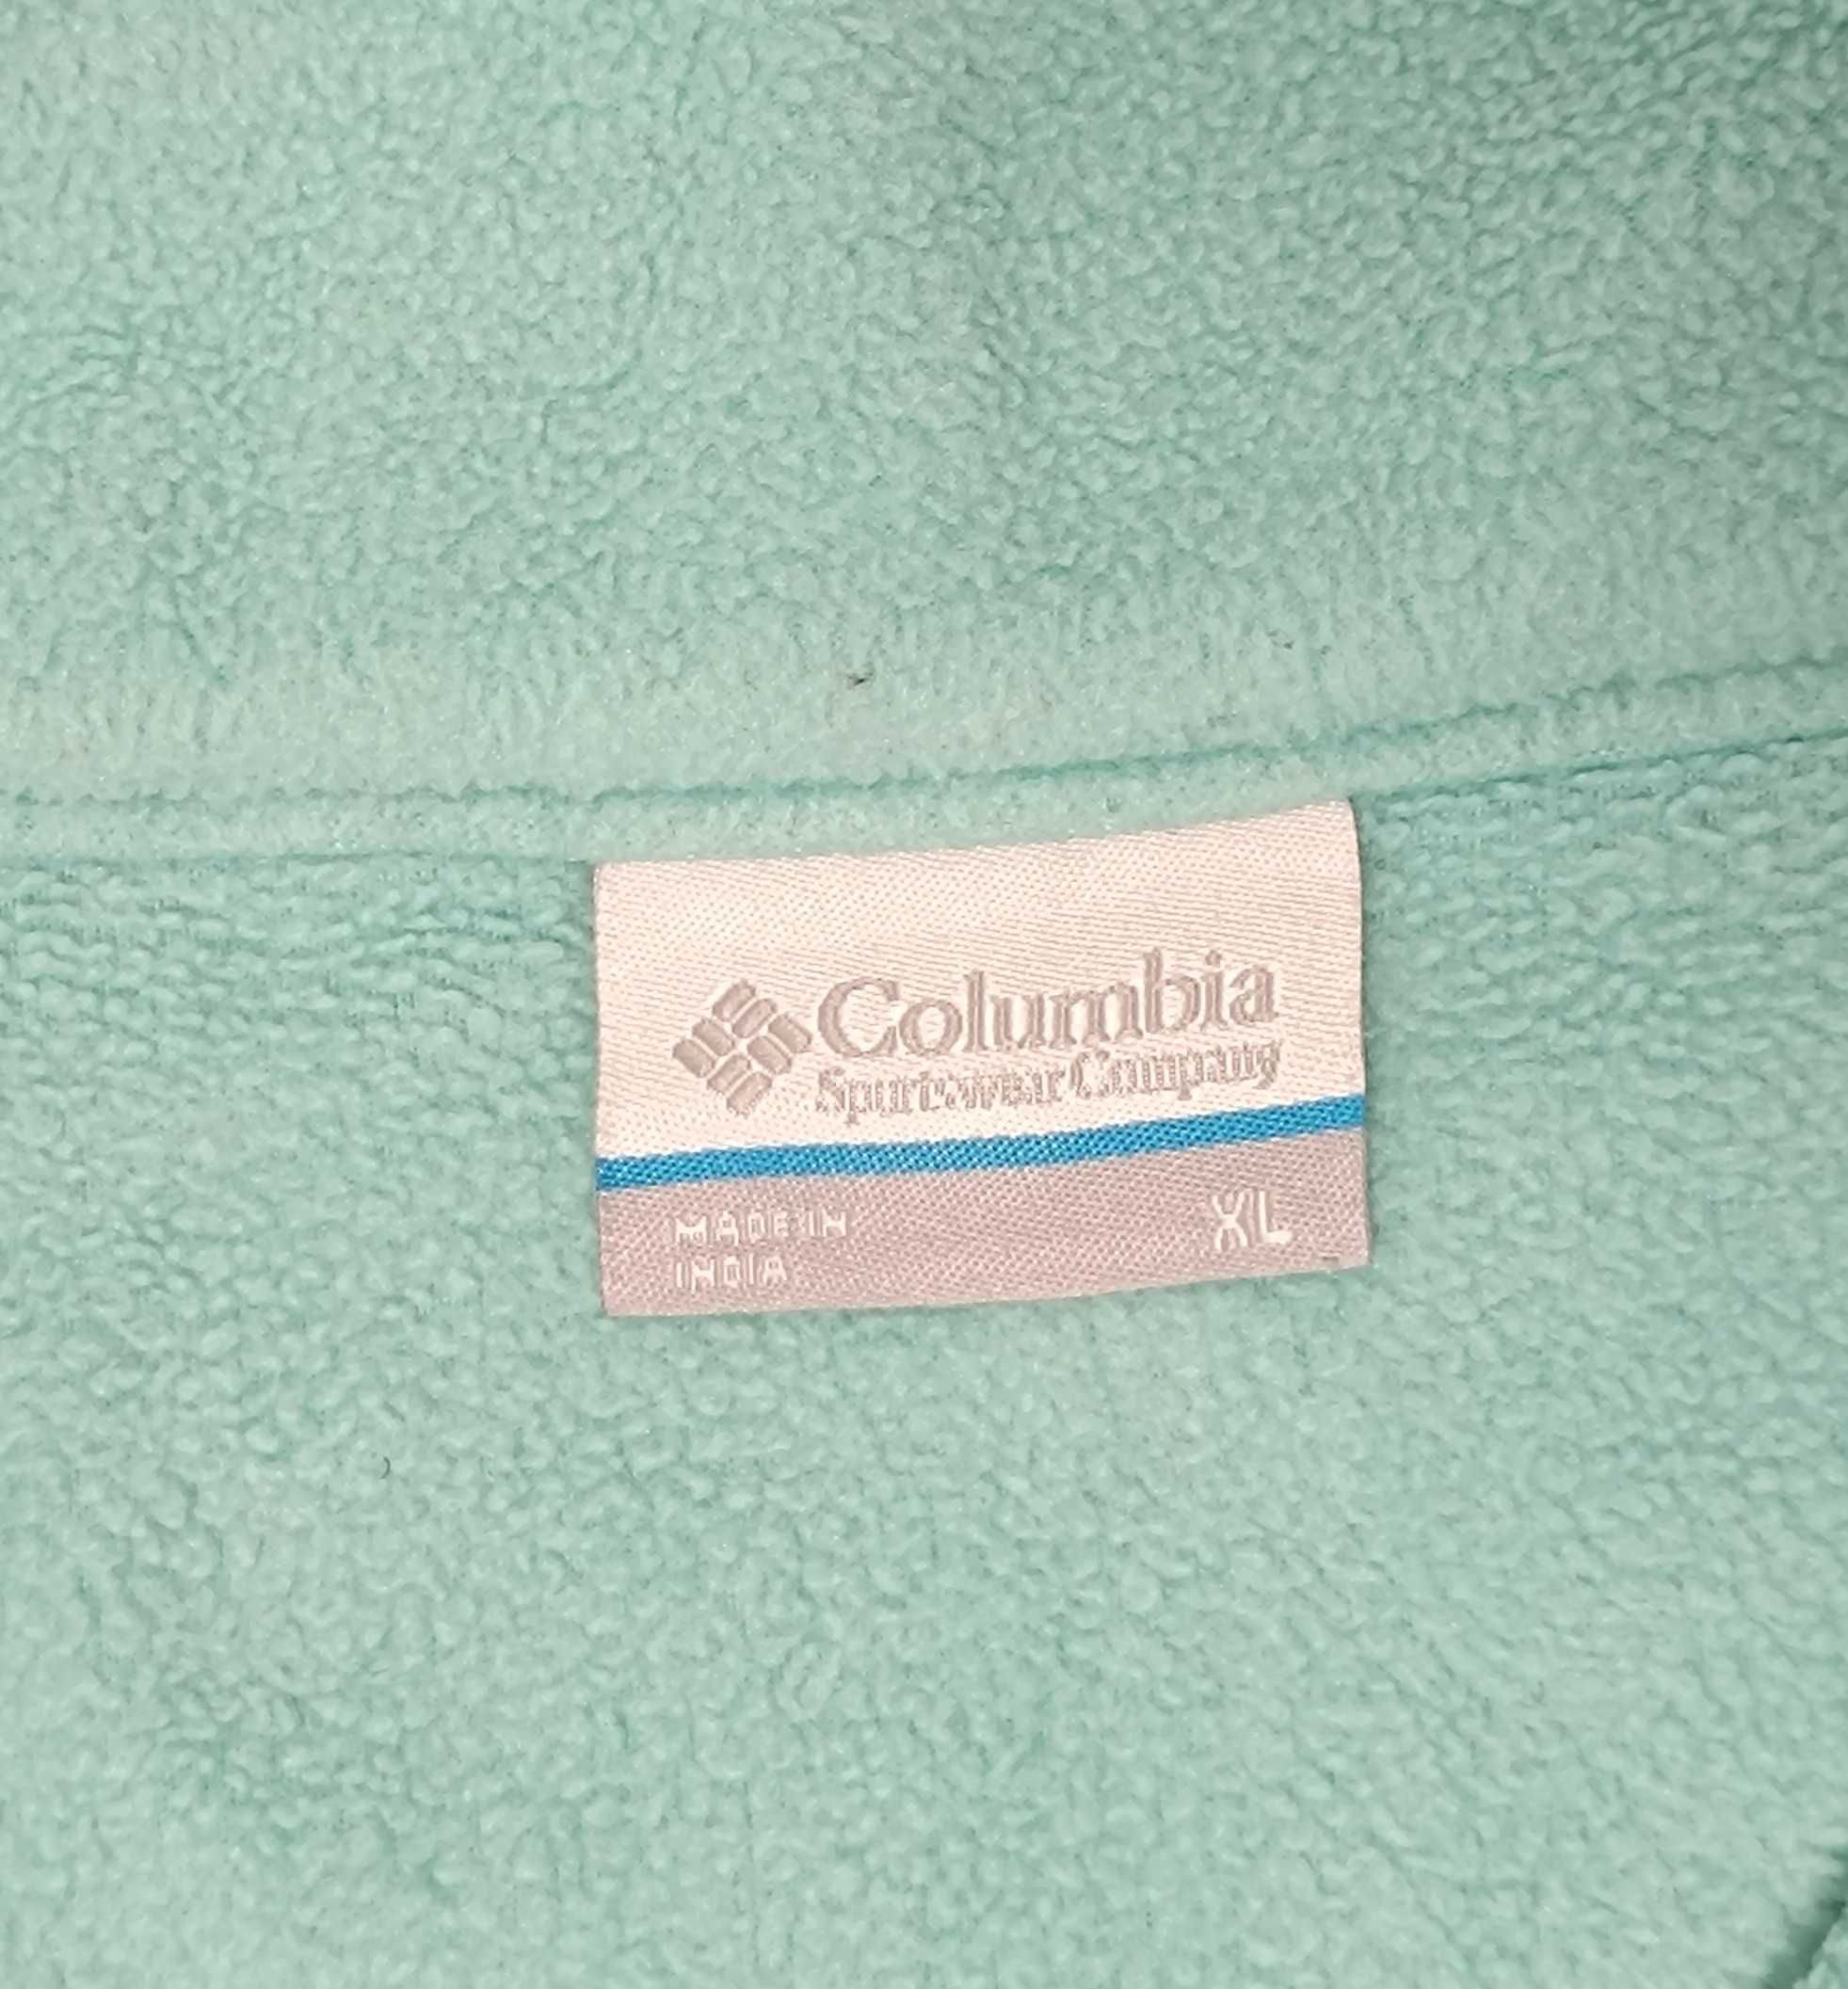 Columbia
Sportswear Company
MADE IN
INDIA
XL